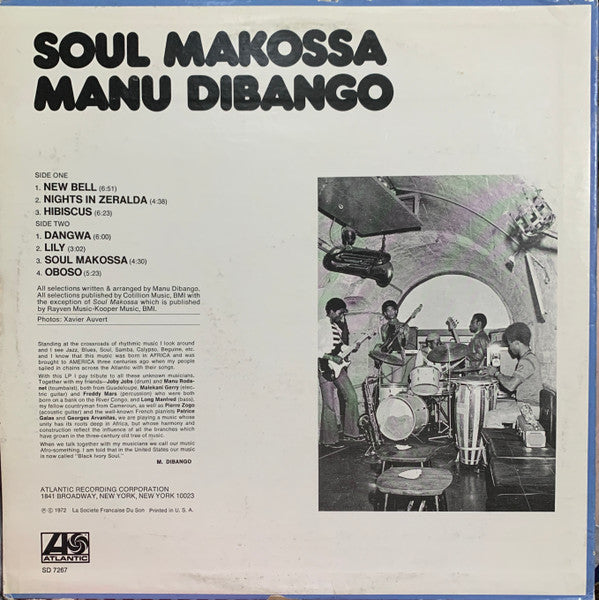 SOUL MAKOSSA
MANU DIBANGO
SIDE ONE
1. NEW BELL (6:51)
2. NIGHTS IN ZERALDA (4:38)
3. HIBISCUS (6:23)
SIDE TWO
1. DANGWA (6:00)
2. LILY (3:02)
3. SOUL MAKOSSA (4:30)
4. OBOSO (5:23)
All selections written & arranged by Manu Dibango.
All selections published by Cotillion Music, BMI with
the exception of Soul Makossa which is published
by Rayven Music-Kooper Music, BMI.
Photos: Xavier Auvert
Standing at the crossroads of rhythmic music I look around
and I see Jazz, Blues, Soul, Samba, Calypso, Beguine, etc.
and I know that this music was born in AFRICA and was
brought to AMERICA three centuries ago when my people
sailed in chains across the Atlantic with their songs.
With this LP I pay tribute to all these unknown musicians.
Together with my friends—Joby Jobs (drum) and Manu Roda-
net (toumbaist), both from Guadeloupe, Malekani Gerry (elec-
tric guitar) and Freddy Mars (percussion) who were both
born on a bank on the River Congo, and Long Manfred (bass),
my fellow countryman from Cameroun, as well as Pierre Zogo
(acoustic guitar) and the well-known French pianists Patrice
Galas and Georges Arvanitas, we are playing a music whose
unity has its roots deep in Africa, but whose harmony and
construction reflect the influence of all the branches which
have grown in the three-century old tree of music.
When we talk together with my musicians we call our music
Afro-something. I am told that in the United States our music
is now called "Black Ivory Soul."
M. DIBANGO
ATLANTIC RECORDING CORPORATION
1841 BROADWAY, NEW YORK, NEW YORK 10023
℗ © 1972 La Societe Francaise Du Son Printed in U. S. A.
ATLANTIC
SD 7267